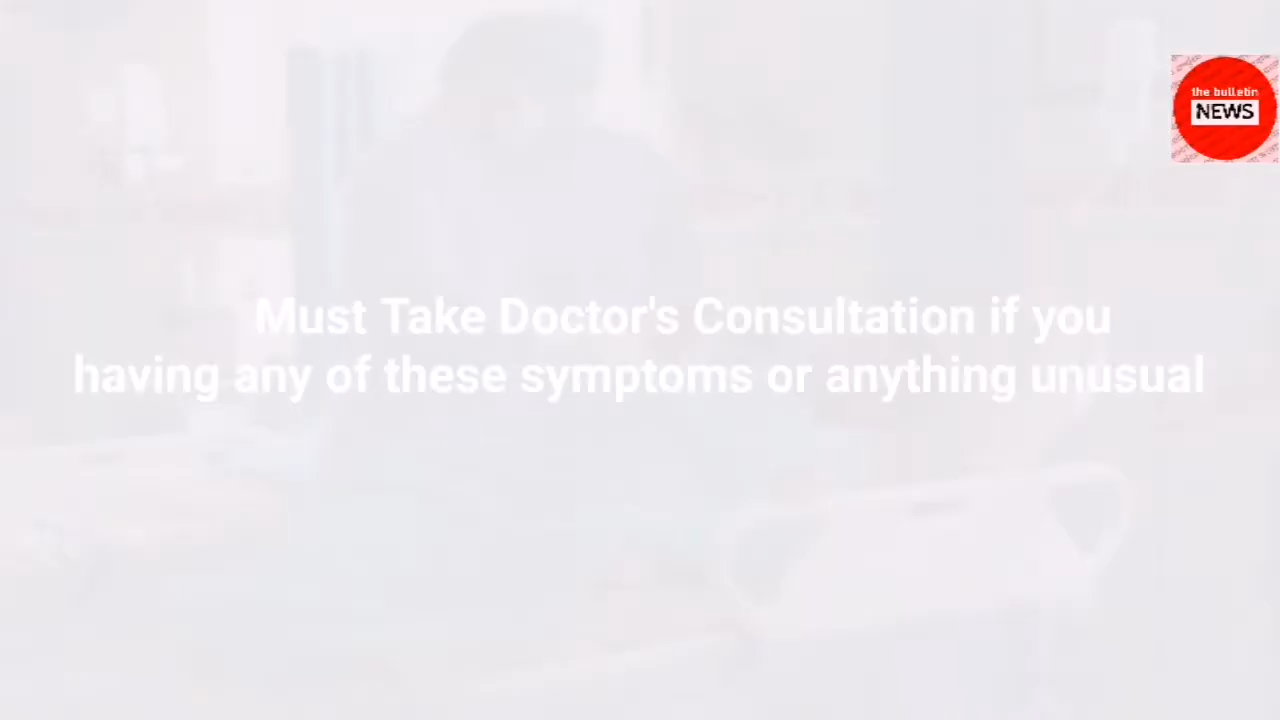 the bulletin
NEWS
Must Take Doctor's Consultation if you
having any of these symptoms or anything unusual